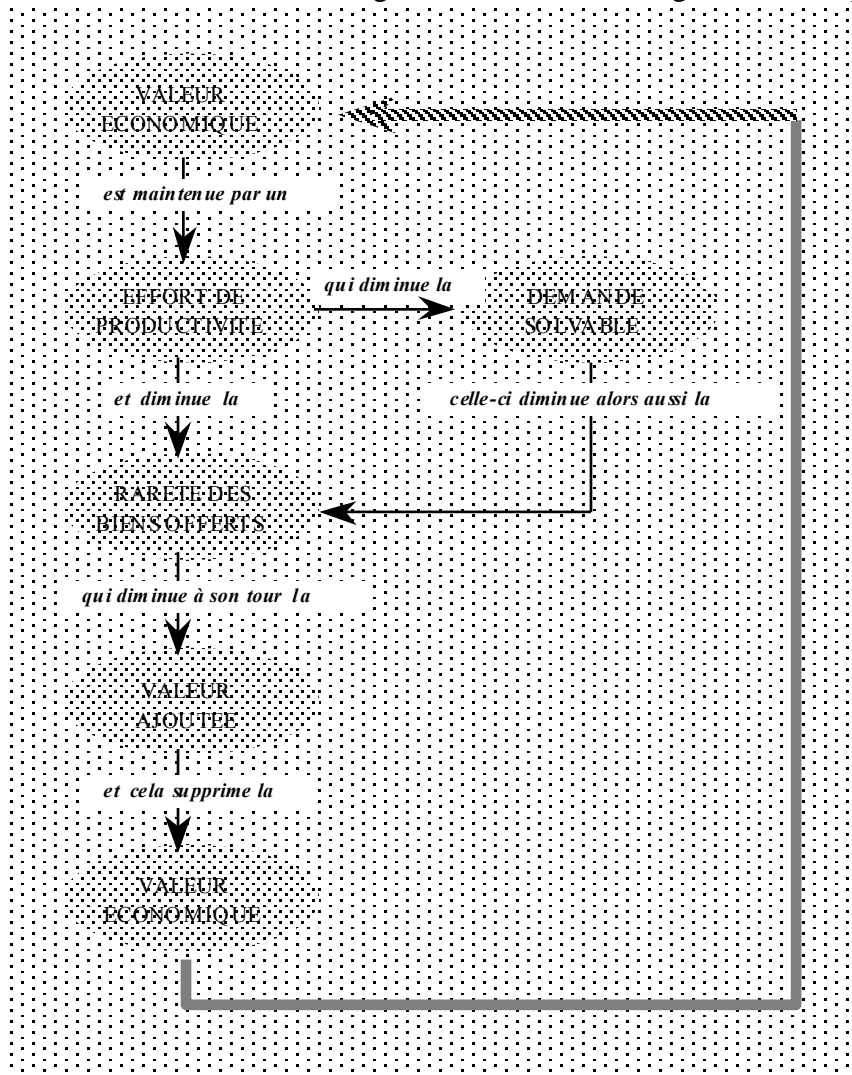 VALEUR
ECONOMIQUE
est maintenue par un
EFFORT DE
PRODUCTIVITE
qui diminue la
DEMANDE
SOLVABLE
et diminue la
celle-ci diminue alors aussi la
RARETE DES
BIENS OFFERTS
qui diminue à son tour la
VALEUR
AJOUTEE
et cela supprime la
VALEUR
ECONOMIQUE